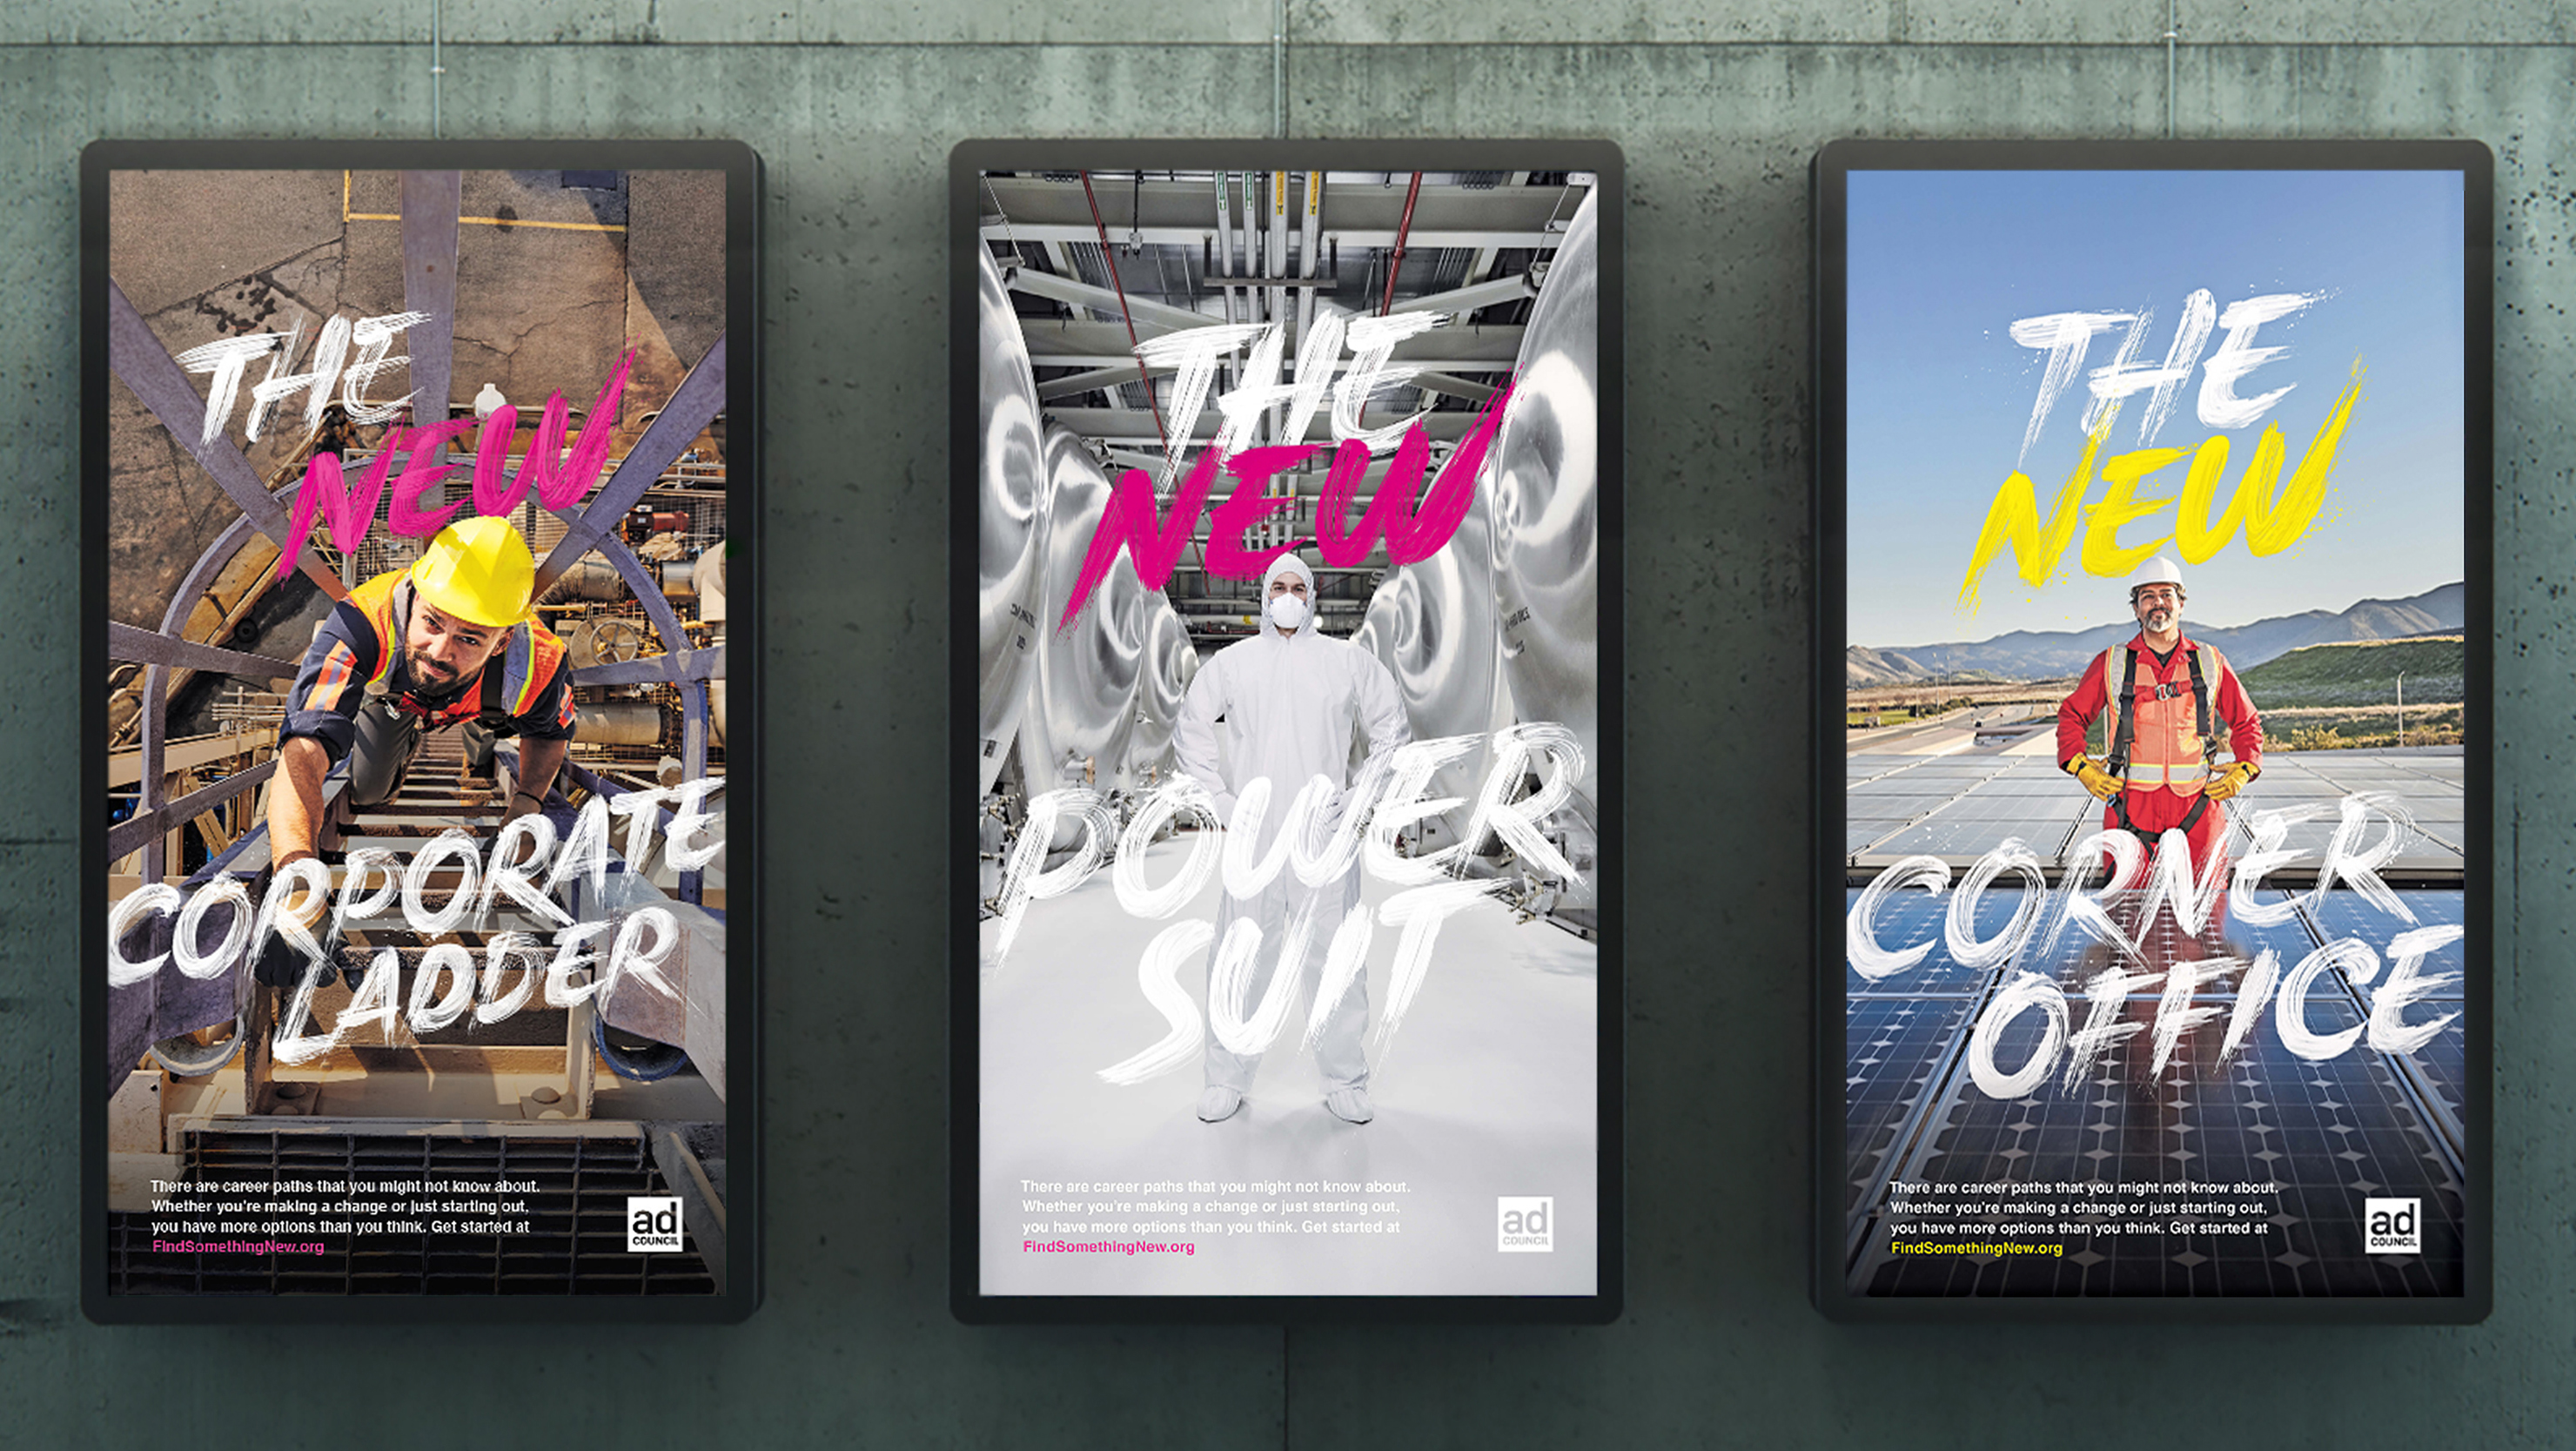 THE
NEW
CORPORATE
LADDER
There are career paths that you might not know about.
Whether you're making a change or just starting out,
you have more options than you think. Get started at
FindSomethingNew.org
ad
COUNCIL
THE
NEW
POWER
SUIT
There are career paths that you might not know about.
Whether you're making a change or just starting out,
you have more options than you think. Get started at
FindSomethingNew.org
ad
COUNCIL
THE
NEW
CORNER
OFFICE
There are career paths that you might not know about.
Whether you're making a change or just starting out,
you have more options than you think. Get started at
FindSomethingNew.org
ad
COUNCIL